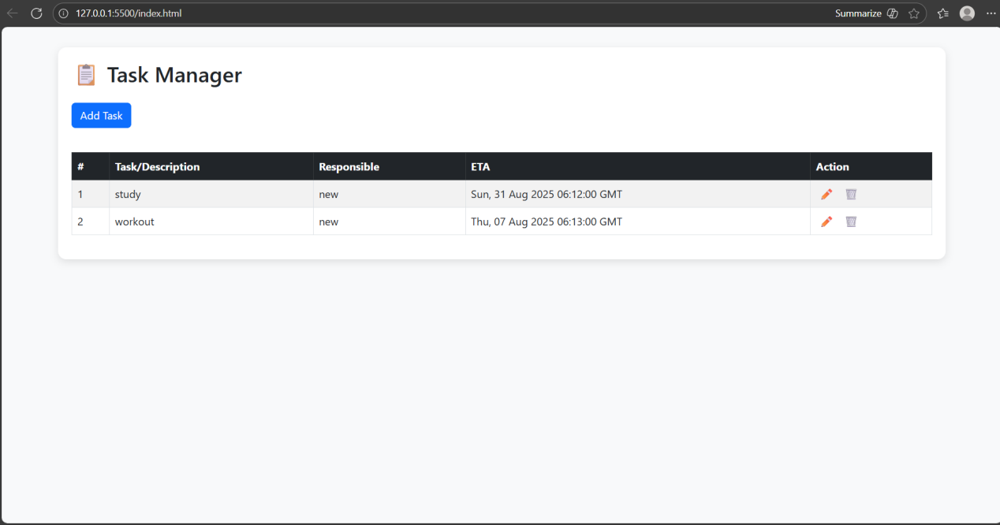 127.0.0.1:5500/index.html Summarize
Task Manager
Add Task
# Task/Description Responsible ETA Action
1 study new Sun, 31 Aug 2025 06:12:00 GMT
2 workout new Thu, 07 Aug 2025 06:13:00 GMT